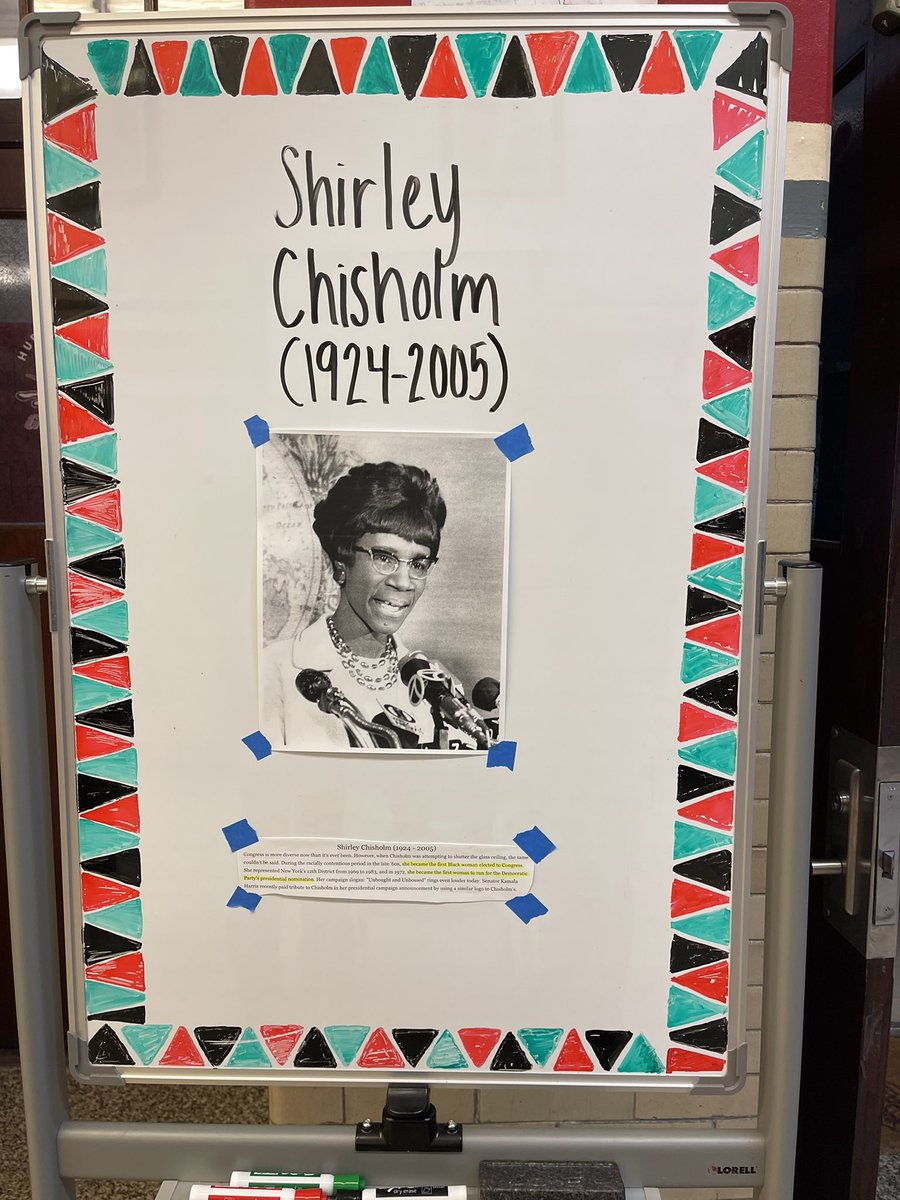 Shirley
Chisholm
(1924-2005)
Shirley Chisholm (1924 - 2005)
Congress is more diverse now than it's ever been. However, when Chisholm was attempting to shatter the glass ceiling, the same
couldn't be said. During the racially contentious period in the late '60s, she became the first Black woman elected to Congress.
She represented New York's 12th District from 1969 to 1983, and in 1972, she became the first woman to run for the Democratic
Party's presidential nomination. Her campaign slogan: "Unbought and Unbossed" rings even louder today. Senator Kamala
Harris recently paid tribute to Chisholm in her presidential campaign announcement by using a similar logo to Chisholm's.
LORELL
dry erase